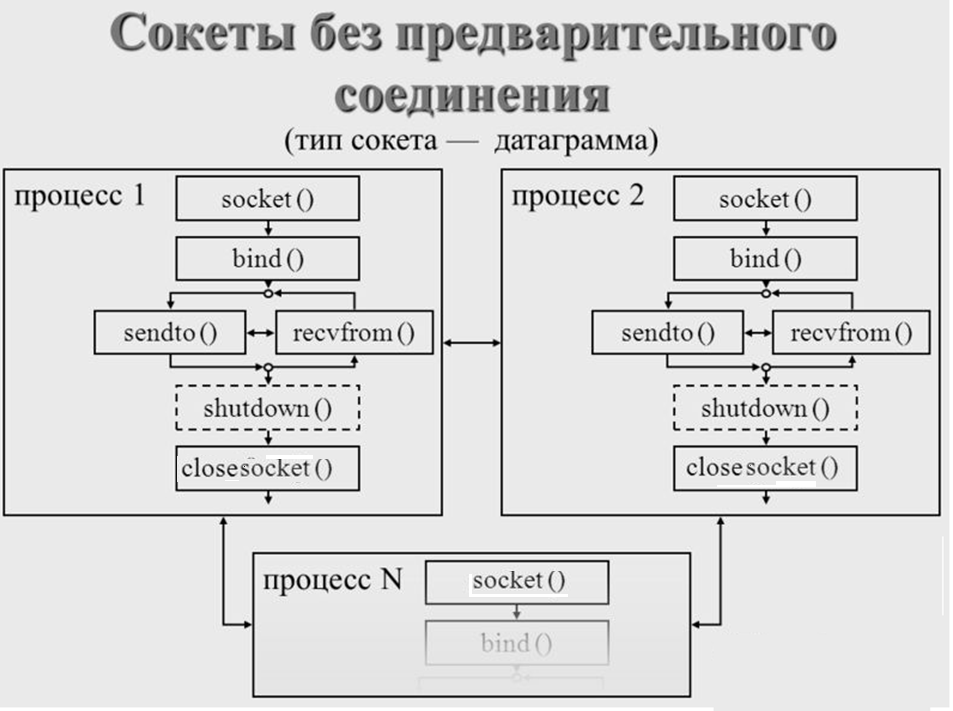 Сокеты без предварительного
соединения
(тип сокета — датаграмма)
процесс 1
socket ()
bind ()
sendto ()
recvfrom ()
shutdown ()
closesocket ()
процесс 2
socket ()
bind ()
sendto ()
recvfrom ()
shutdown ()
close socket ()
процесс N
socket ()
bind ()